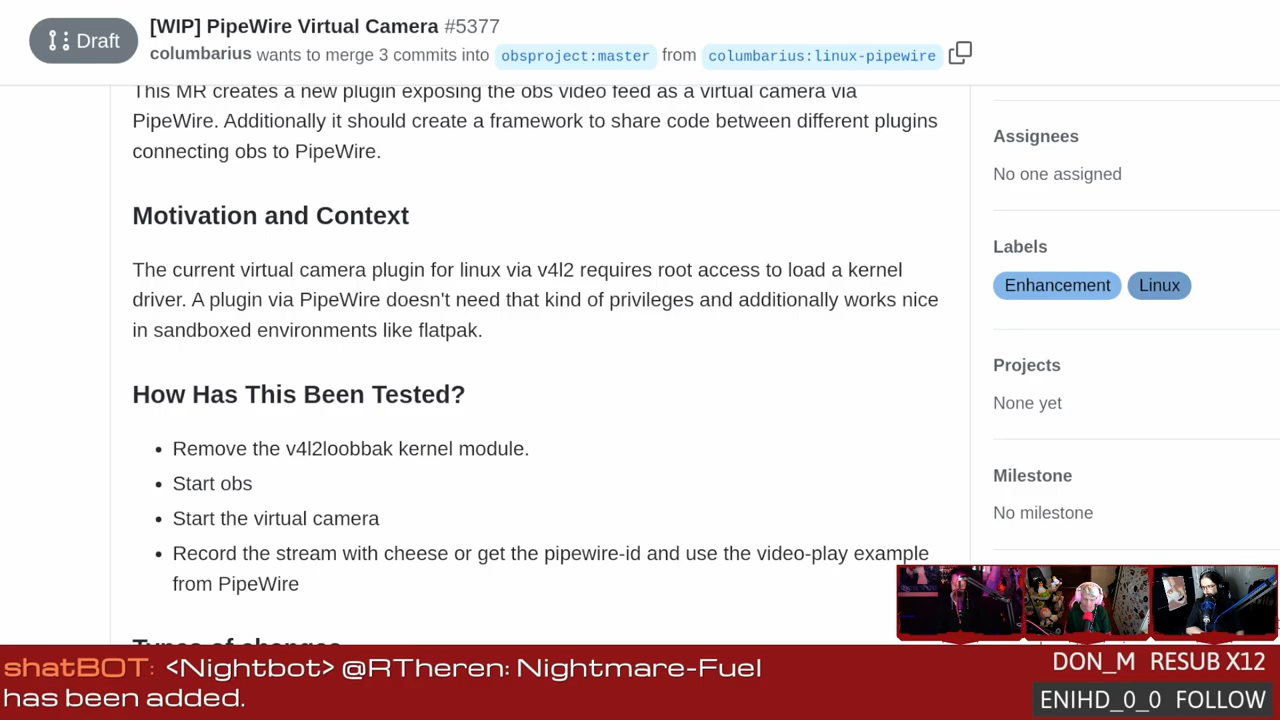 Draft
[WIP] PipeWire Virtual Camera #5377
columbarius wants to merge 3 commits into obsproject:master from columbarius:linux-pipewire
This MR creates a new plugin exposing the obs video feed as a virtual camera via
PipeWire. Additionally it should create a framework to share code between different plugins
connecting obs to PipeWire.
Motivation and Context
The current virtual camera plugin for linux via v4l2 requires root access to load a kernel
driver. A plugin via PipeWire doesn't need that kind of privileges and additionally works nice
in sandboxed environments like flatpak.
How Has This Been Tested?
• Remove the v4l2loobbak kernel module.
• Start obs
• Start the virtual camera
• Record the stream with cheese or get the pipewire-id and use the video-play example
from PipeWire
Types of changes
Assignees
No one assigned
Labels
Enhancement Linux
Projects
None yet
Milestone
No milestone
shatBOT: <Nightbot> @RTheren: Nightmare-Fuel
has been added.
DON_M RESUB X12
ENIHD_0_0 FOLLOW